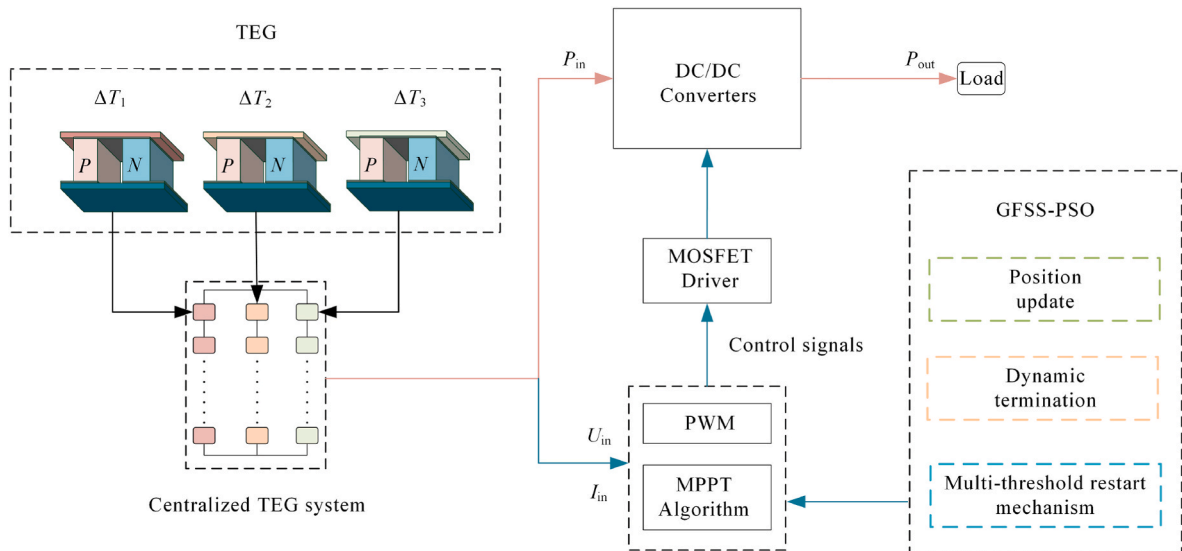 TEG
ΔT₁
ΔT₂
ΔT₃
P
N
P
N
P
N
Centralized TEG system
Pin
DC/DC
Converters
Pout
Load
MOSFET
Driver
Control signals
Uin
Iin
PWM
MPPT
Algorithm
GFSS-PSO
Position
update
Dynamic
termination
Multi-threshold restart
mechanism